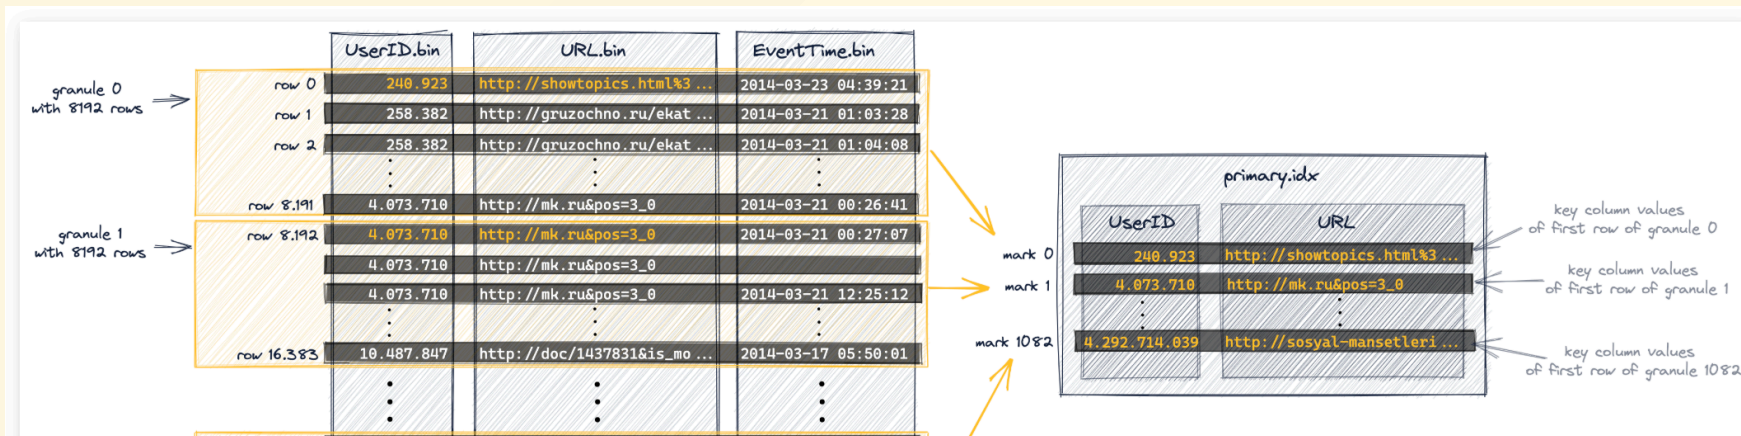 UserID.bin URL.bin EventTime.bin
granule 0
with 8192 rows
row 0 240.923 http://showtopics.html%3 ... 2014-03-23 04:39:21
row 1 258.382 http://gruzochno.ru/ekat ... 2014-03-21 01:03:28
row 2 258.382 http://gruzochno.ru/ekat ... 2014-03-21 01:04:08
row 8.191 4.073.710 http://mk.ru&pos=3_0 2014-03-21 00:26:41
granule 1
with 8192 rows
row 8.192 4.073.710 http://mk.ru&pos=3_0 2014-03-21 00:27:07
4.073.710 http://mk.ru&pos=3_0
4.073.710 http://mk.ru&pos=3_0 2014-03-21 12:25:12
row 16.383 10.487.847 http://doc/1437831&is_mo ... 2014-03-17 05:50:01
primary.idx
UserID URL
mark 0 240.923 http://showtopics.html%3 ...
mark 1 4.073.710 http://mk.ru&pos=3_0
mark 1082 4.292.714.039 http://sosyal-mansetleri ...
key column values
of first row of granule 0
key column values
of first row of granule 1
key column values
of first row of granule 1082